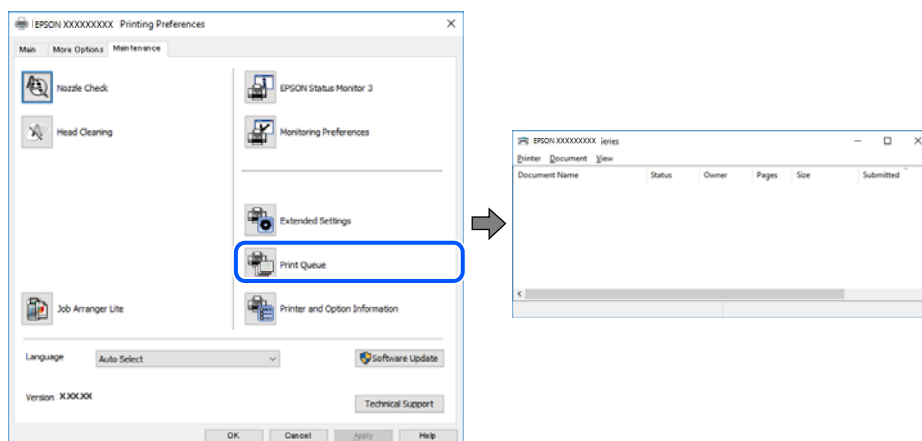 EPSON XXXXXXXXX Printing Preferences
Main More Options Maintenance
Nozzle Check
EPSON Status Monitor 3
Head Cleaning
Monitoring Preferences
Extended Settings
Print Queue
Job Arranger Lite
Printer and Option Information
Language Auto Select
Software Update
Version X.XX.XX
Technical Support
OK Cancel Apply Help
EPSON XXXXXXXXX ieries
Printer Document View
Document Name Status Owner Pages Size Submitted